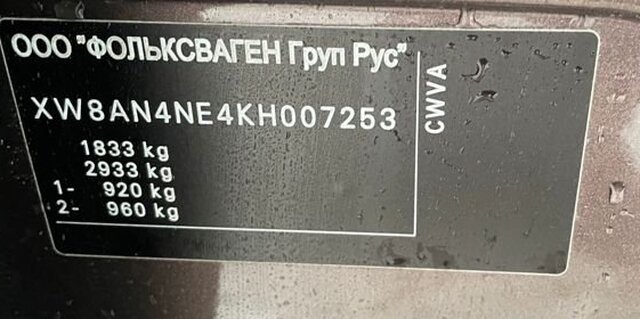 ООО "ФОЛЬКСВАГЕН Груп Рус"
XW8AN4NE4KH007253
CWVA
1833 kg
2933 kg
1- 920 kg
2- 960 kg